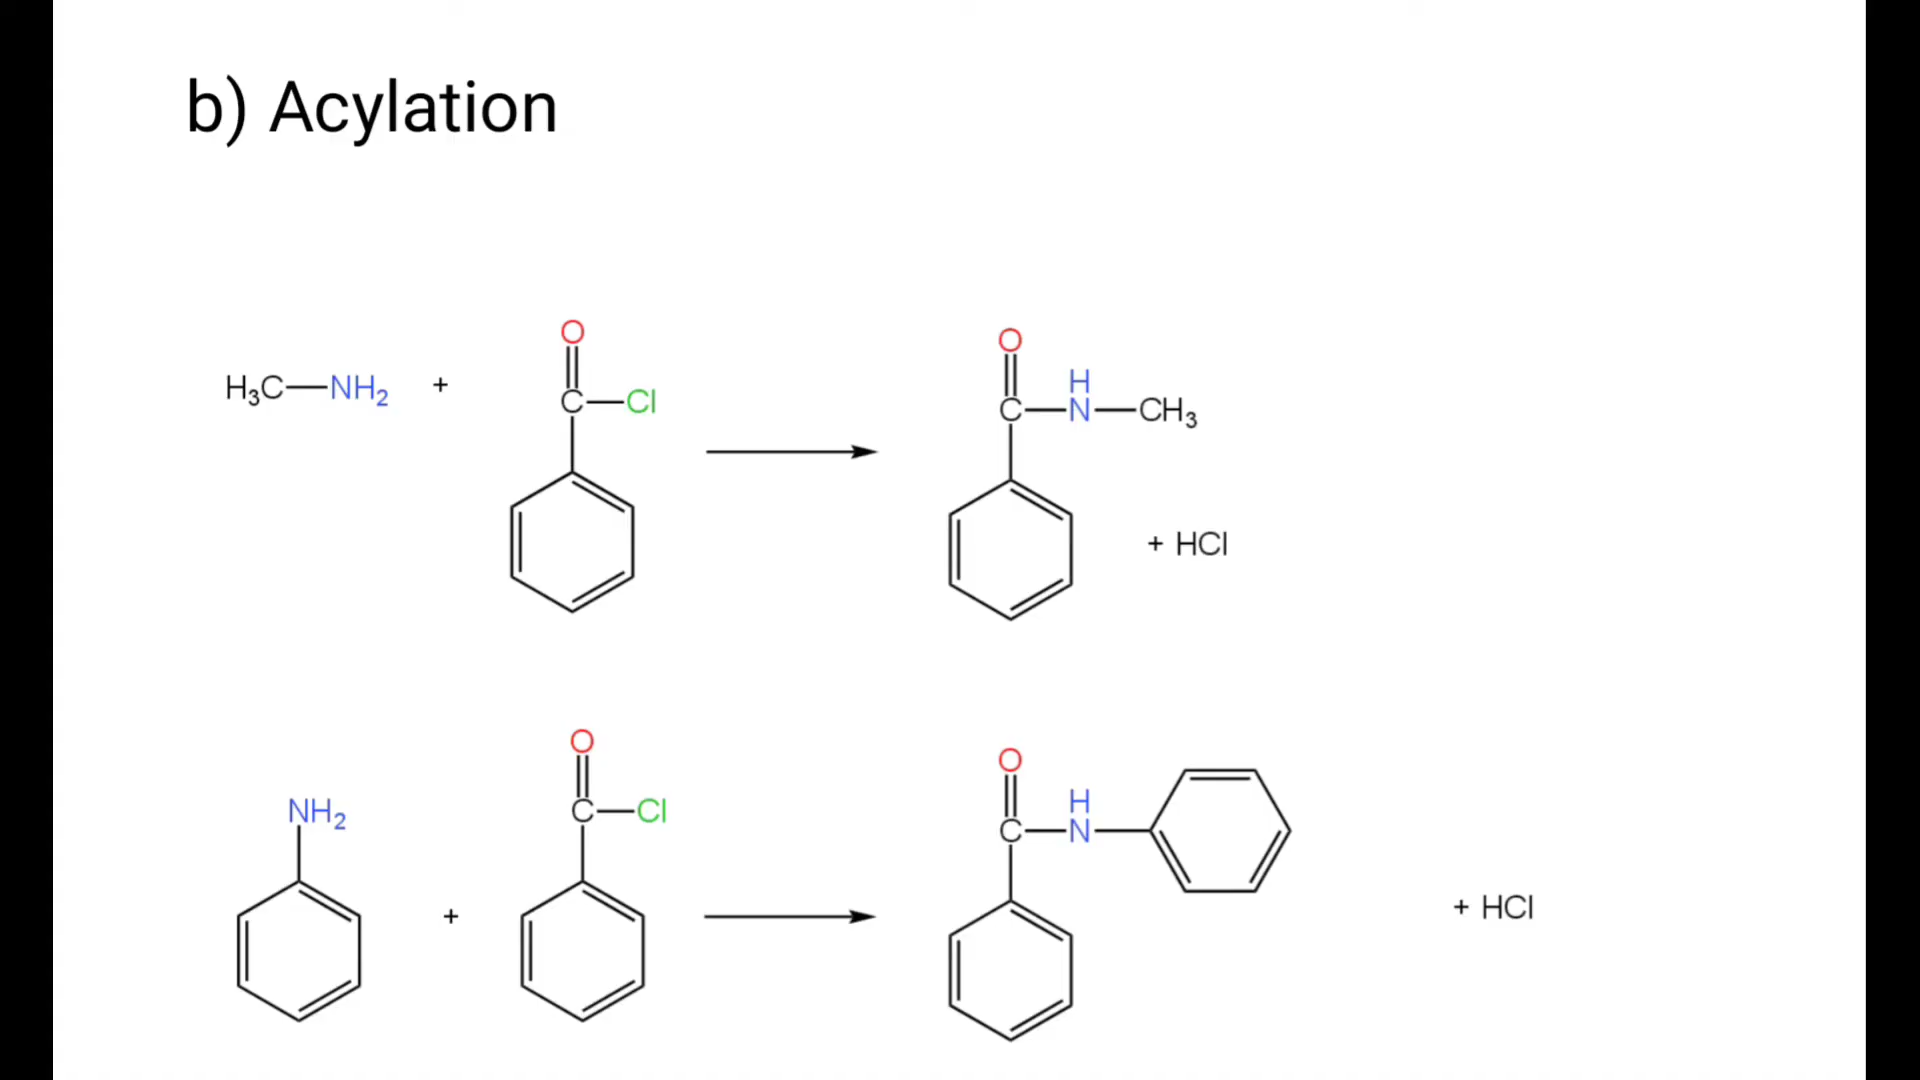 b) Acylation
O
H₃C—NH₂ + C—Cl
O
H
C—N—CH₃
+ HCl
O
NH₂ C—Cl
+
O
H
C—N
+ HCl